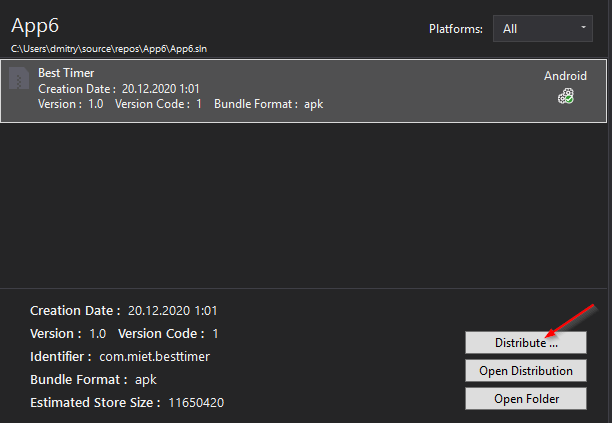 App6
C:\Users\dmitry\source\repos\App6\App6.sln
Platforms: All
Best Timer
Creation Date : 20.12.2020 1:01
Version : 1.0 Version Code : 1 Bundle Format : apk
Android
Creation Date : 20.12.2020 1:01
Version : 1.0 Version Code : 1
Identifier : com.miet.besttimer
Bundle Format : apk
Estimated Store Size : 11650420
Distribute ...
Open Distribution
Open Folder